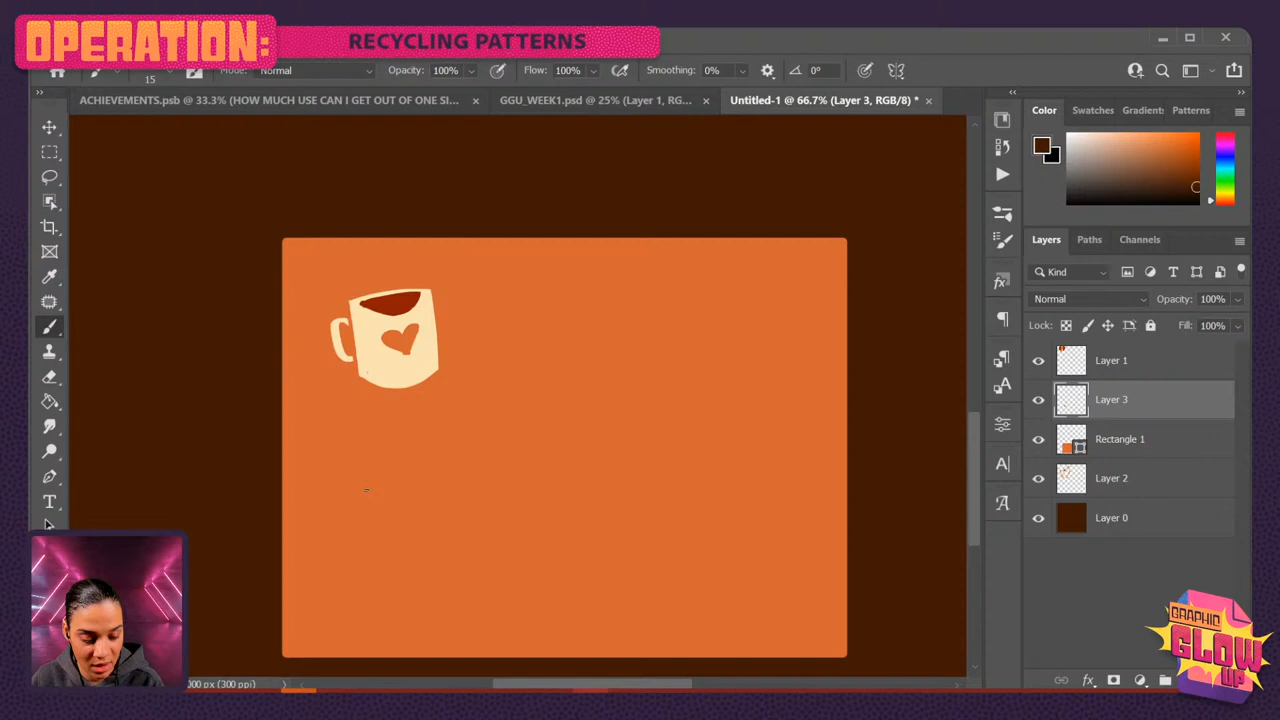 OPERATION:
RECYCLING PATTERNS
15
Mode: Normal
Opacity: 100%
Flow: 100%
Smoothing: 0%
0°
ACHIEVEMENTS.psb @ 33.3% (HOW MUCH USE CAN I GET OUT OF ONE SI...
GGU_WEEK1.psd @ 25% (Layer 1, RG...
Untitled-1 @ 66.7% (Layer 3, RGB/8) *
Color
Swatches
Gradient:
Patterns
Layers
Paths
Channels
Kind
Normal
Opacity: 100%
Lock:
Fill: 100%
Layer 1
Layer 3
Rectangle 1
Layer 2
Layer 0
000 px (300 ppi)
GRAPHIC
GLOW
UP